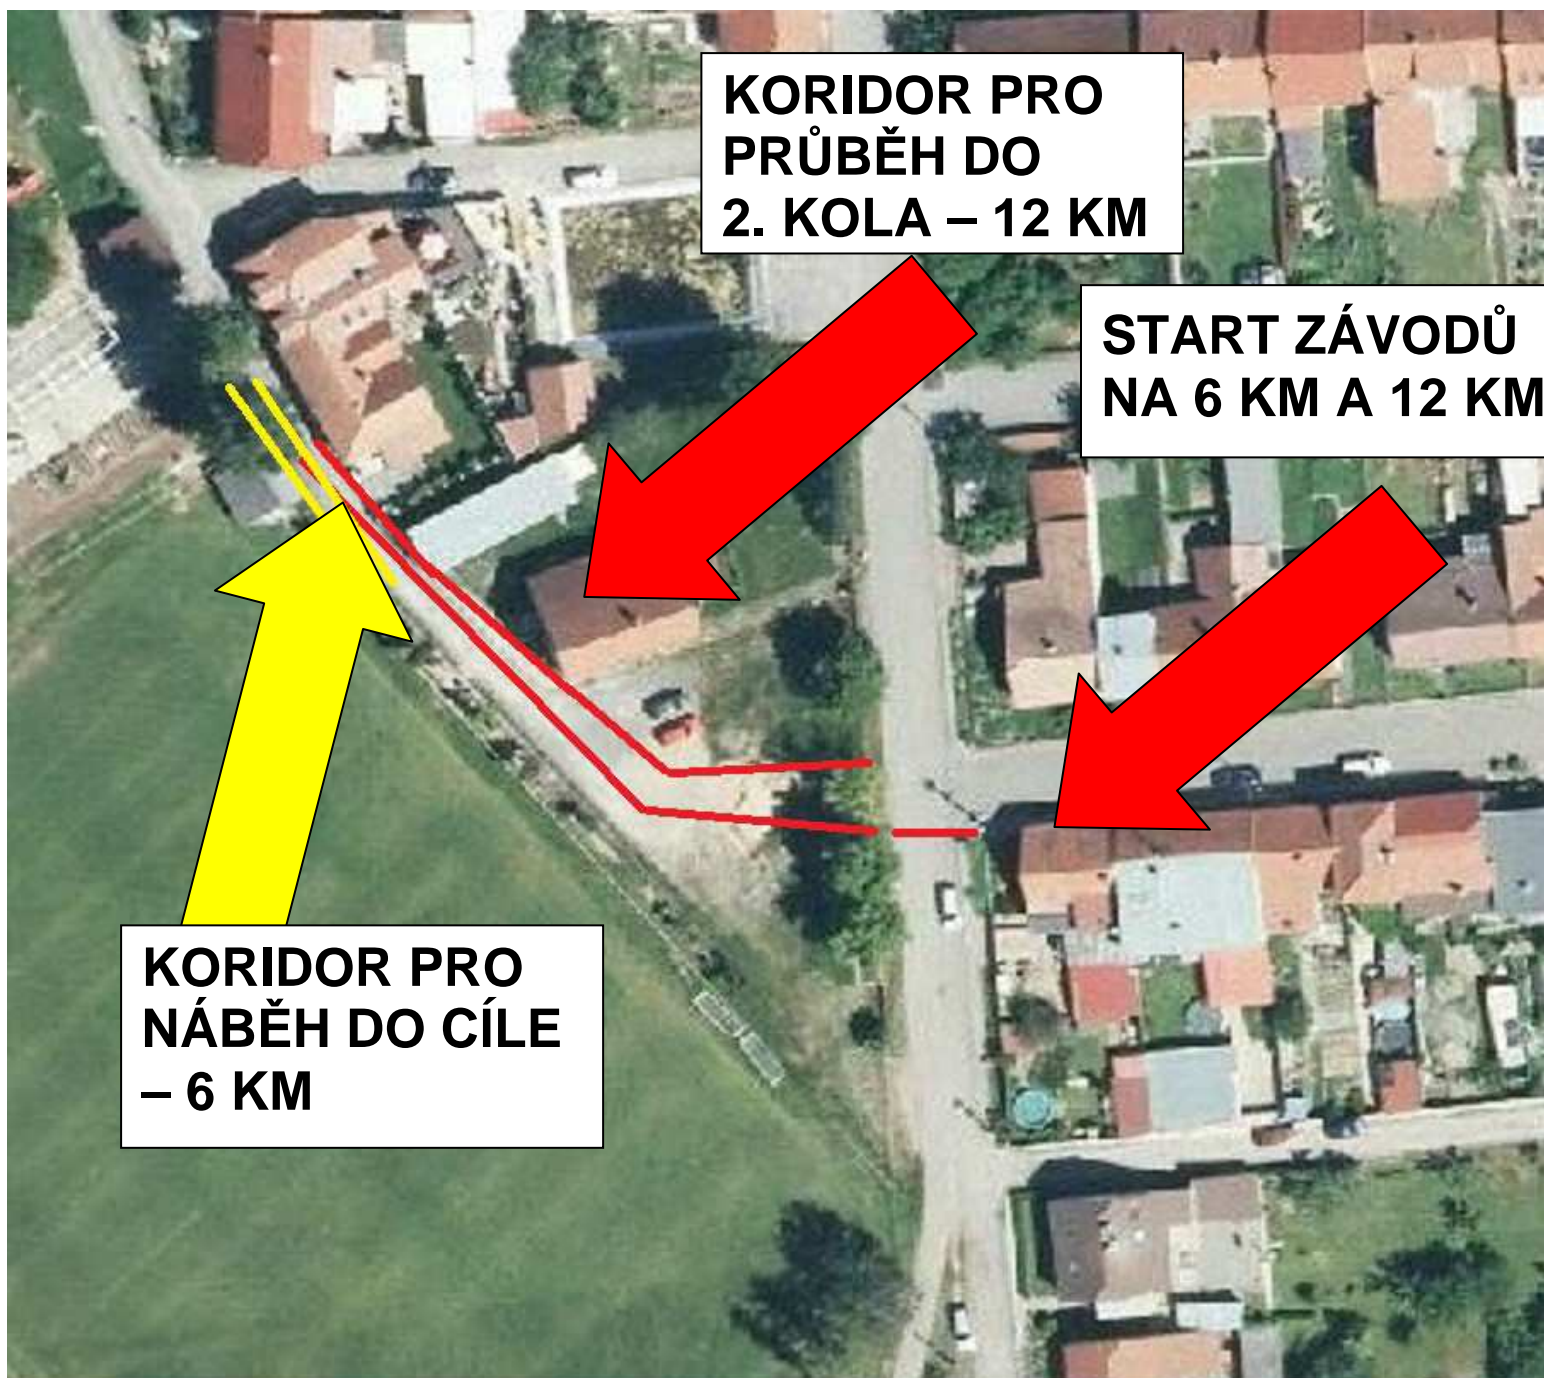 KORIDOR PRO
PRŮBĚH DO
2. KOLA – 12 KM
START ZÁVODŮ
NA 6 KM A 12 KM
KORIDOR PRO
NÁBĚH DO CÍLE
– 6 KM